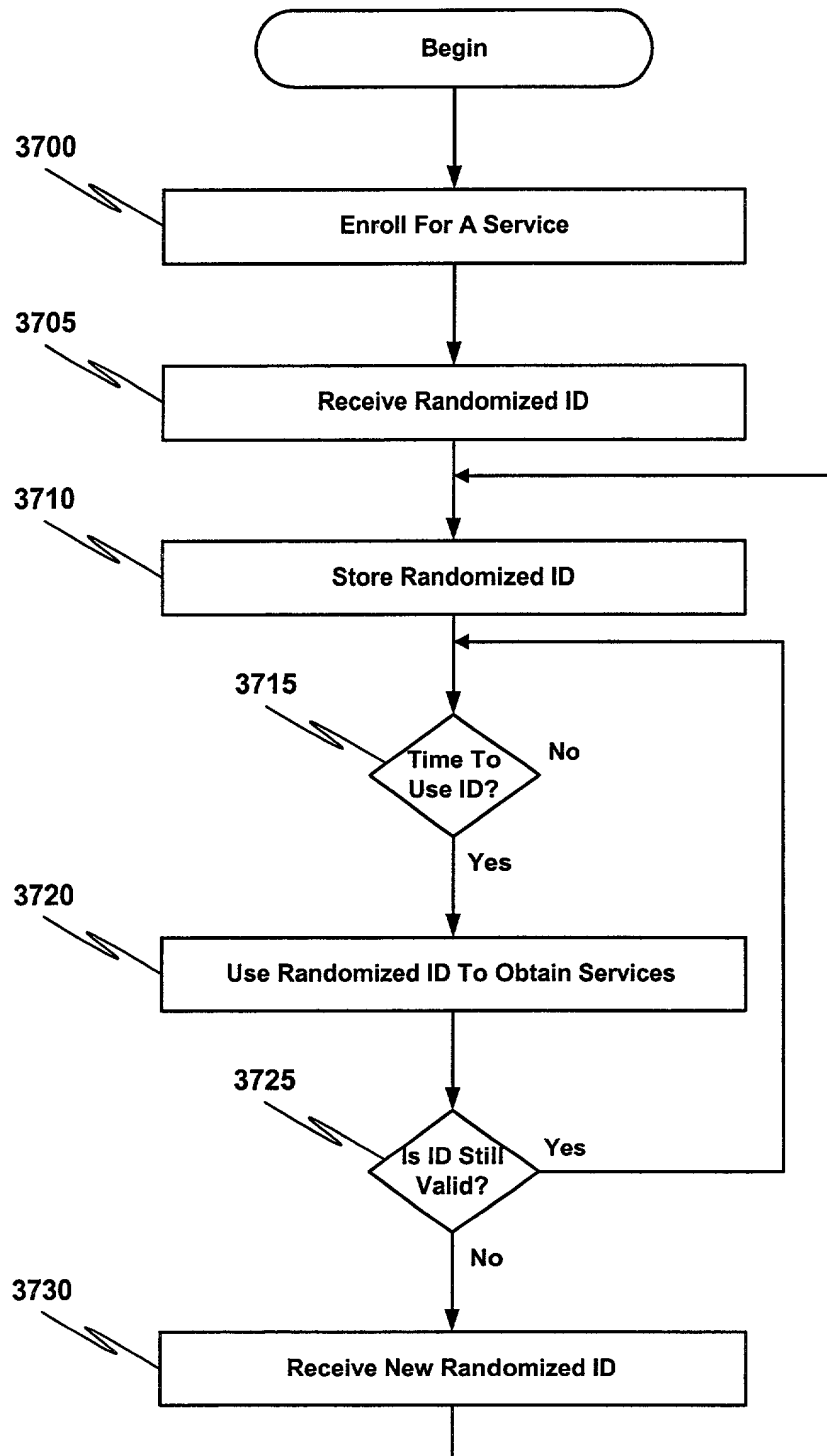 Begin
3700
Enroll For A Service
3705
Receive Randomized ID
3710
Store Randomized ID
3715
Time To
Use ID?
No
Yes
3720
Use Randomized ID To Obtain Services
3725
Is ID Still
Valid?
Yes
No
3730
Receive New Randomized ID